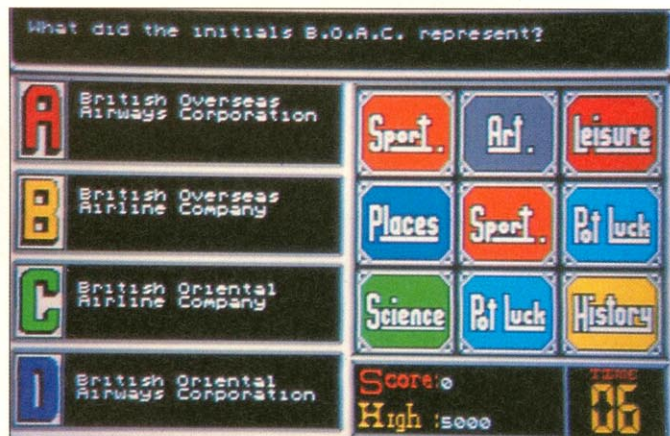 What did the initials B.O.A.C. represent?
A
British Overseas
Airways Corporation
B
British Overseas
Airline Company
C
British Oriental
Airline Company
D
British Oriental
Airways Corporation
Sport.
Art.
Leisure
Places
Sport.
Pot Luck
Science
Pot Luck
History
Score:0
High :5000
TIME
06